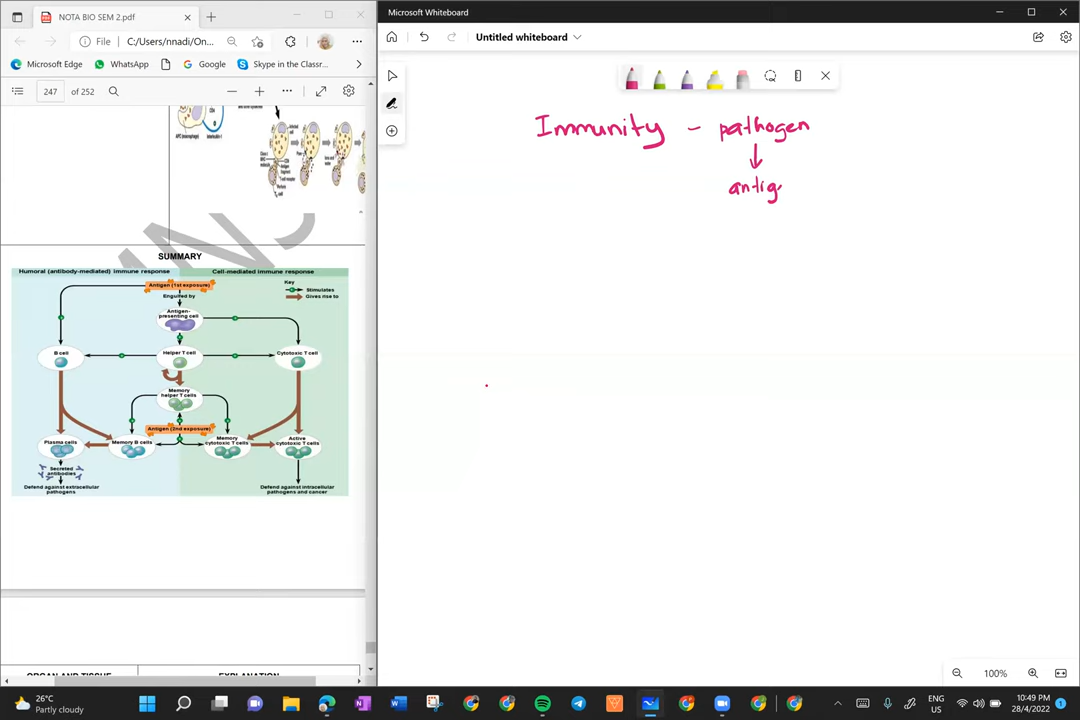 NOTA BIO SEM 2.pdf
File
C:/Users/nnadi/On...
Microsoft Edge
WhatsApp
Google
Skype in the Classr...
247 of 252
SUMMARY
Humoral (antibody-mediated) immune response
Cell-mediated immune response
Antigen (1st exposure)
Engulfed by
Key
Stimulates
Gives rise to
Antigen-
presenting cell
B cell
Helper T cell
Cytotoxic T cell
Memory
helper T cells
Antigen (2nd exposure)
Plasma cells
Memory B cells
Memory
cytotoxic T cells
Active
cytotoxic T cells
Secreted
antibodies
Defend against extracellular
pathogens
Defend against intracellular
pathogens and cancer
ORGAN AND TISSUE
EXPLANATION
Microsoft Whiteboard
Untitled whiteboard
Immunity - pathogen
antig
100%
26°C
Partly cloudy
ENG
US
10:49 PM
28/4/2022